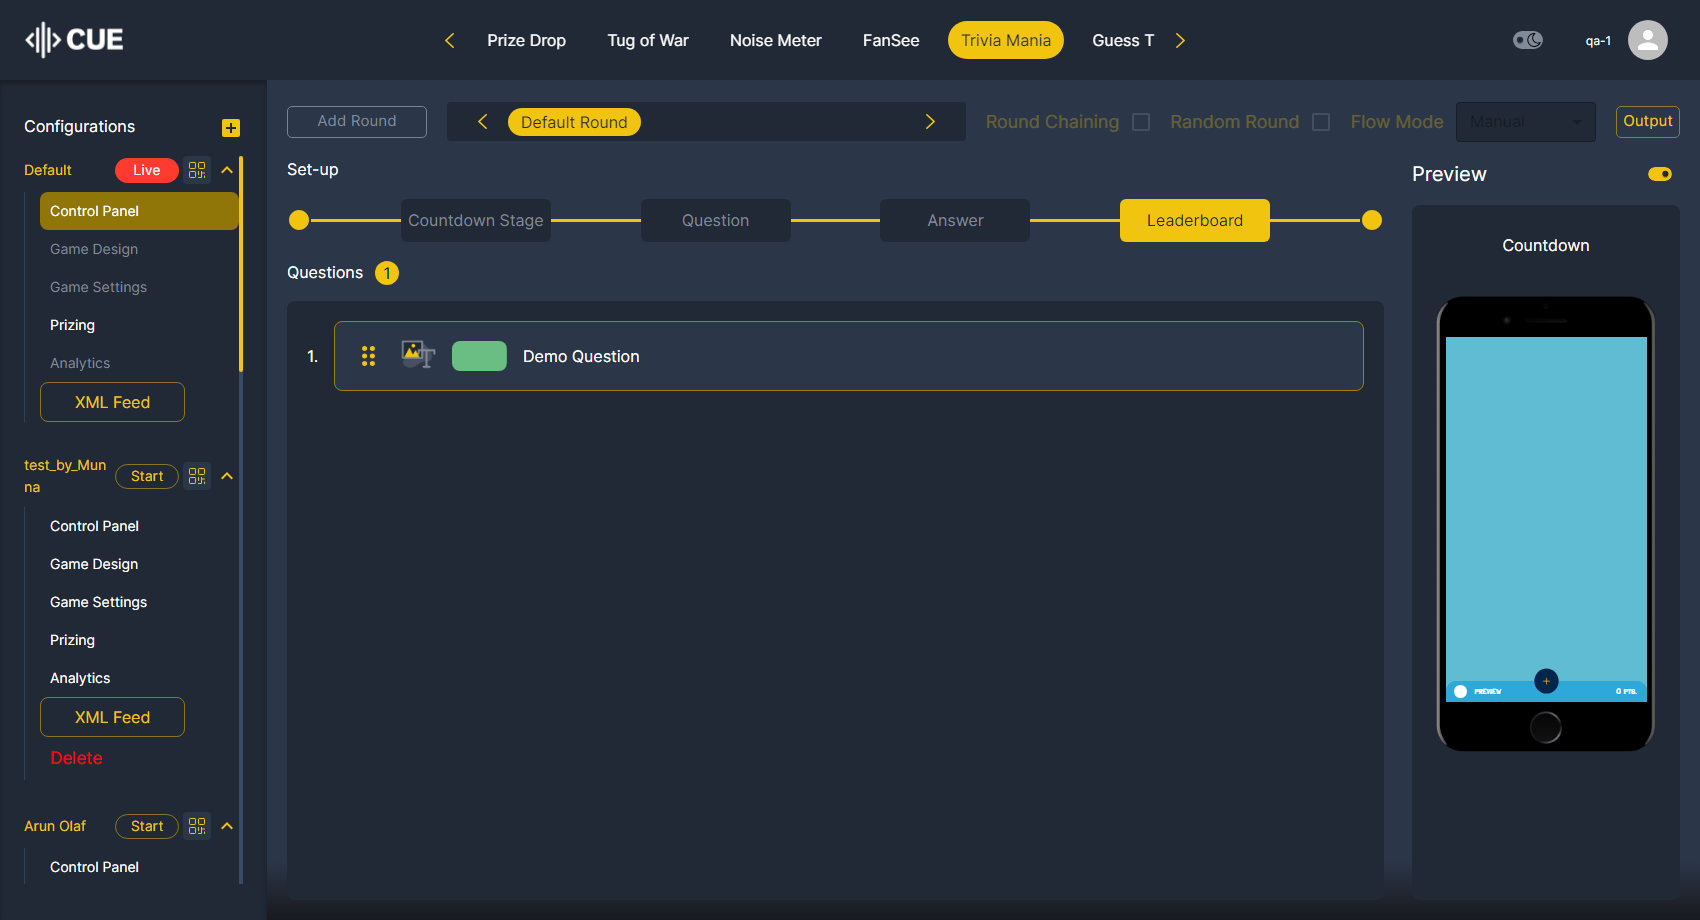 CUE
Prize Drop
Tug of War
Noise Meter
FanSee
Trivia Mania
Guess T
qa-1
Configurations
Default
Live
Control Panel
Game Design
Game Settings
Prizing
Analytics
XML Feed
test_by_Mun
na
Start
Control Panel
Game Design
Game Settings
Prizing
Analytics
XML Feed
Delete
Arun Olaf
Start
Control Panel
Add Round
Default Round
Round Chaining
Random Round
Flow Mode
Manual
Output
Set-up
Countdown Stage
Question
Answer
Leaderboard
Questions 1
1. Demo Question
Preview
Countdown
PREVIEW
0 PTS.